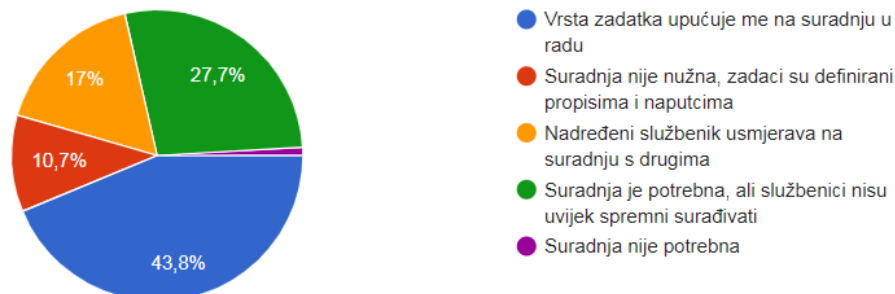 27,7%
17%
10,7%
43,8%
Vrsta zadatka upućuje me na suradnju u
radu
Suradnja nije nužna, zadaci su definirani
propisima i naputcima
Nadređeni službenik usmjerava na
suradnju s drugima
Suradnja je potrebna, ali službenici nisu
uvijek spremni surađivati
Suradnja nije potrebna